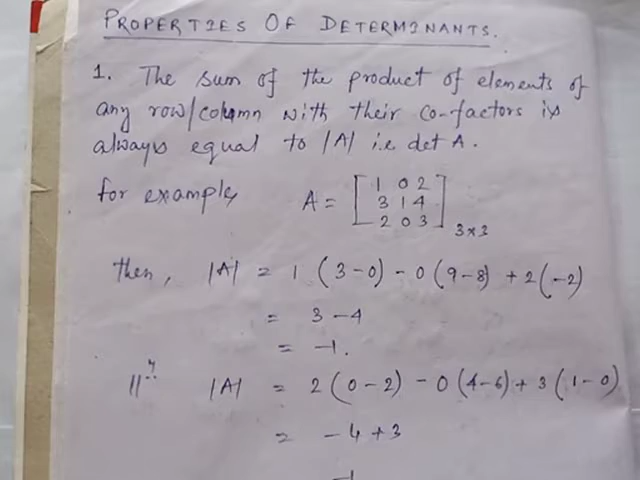 PROPERTIES OF DETERMINANTS.
1. The sum of the product of elements of
any row/column with their co-factors is
always equal to |A| i.e det A.
for example, A = [ 1 0 2
3 1 4
2 0 3 ] 3×3
then, |A| = 1 (3-0) - 0 (9-8) + 2 (-2)
= 3-4
= -1.
|A| = 2 (0-2) - 0 (4-6) + 3 (1-0)
= -4+3
-1